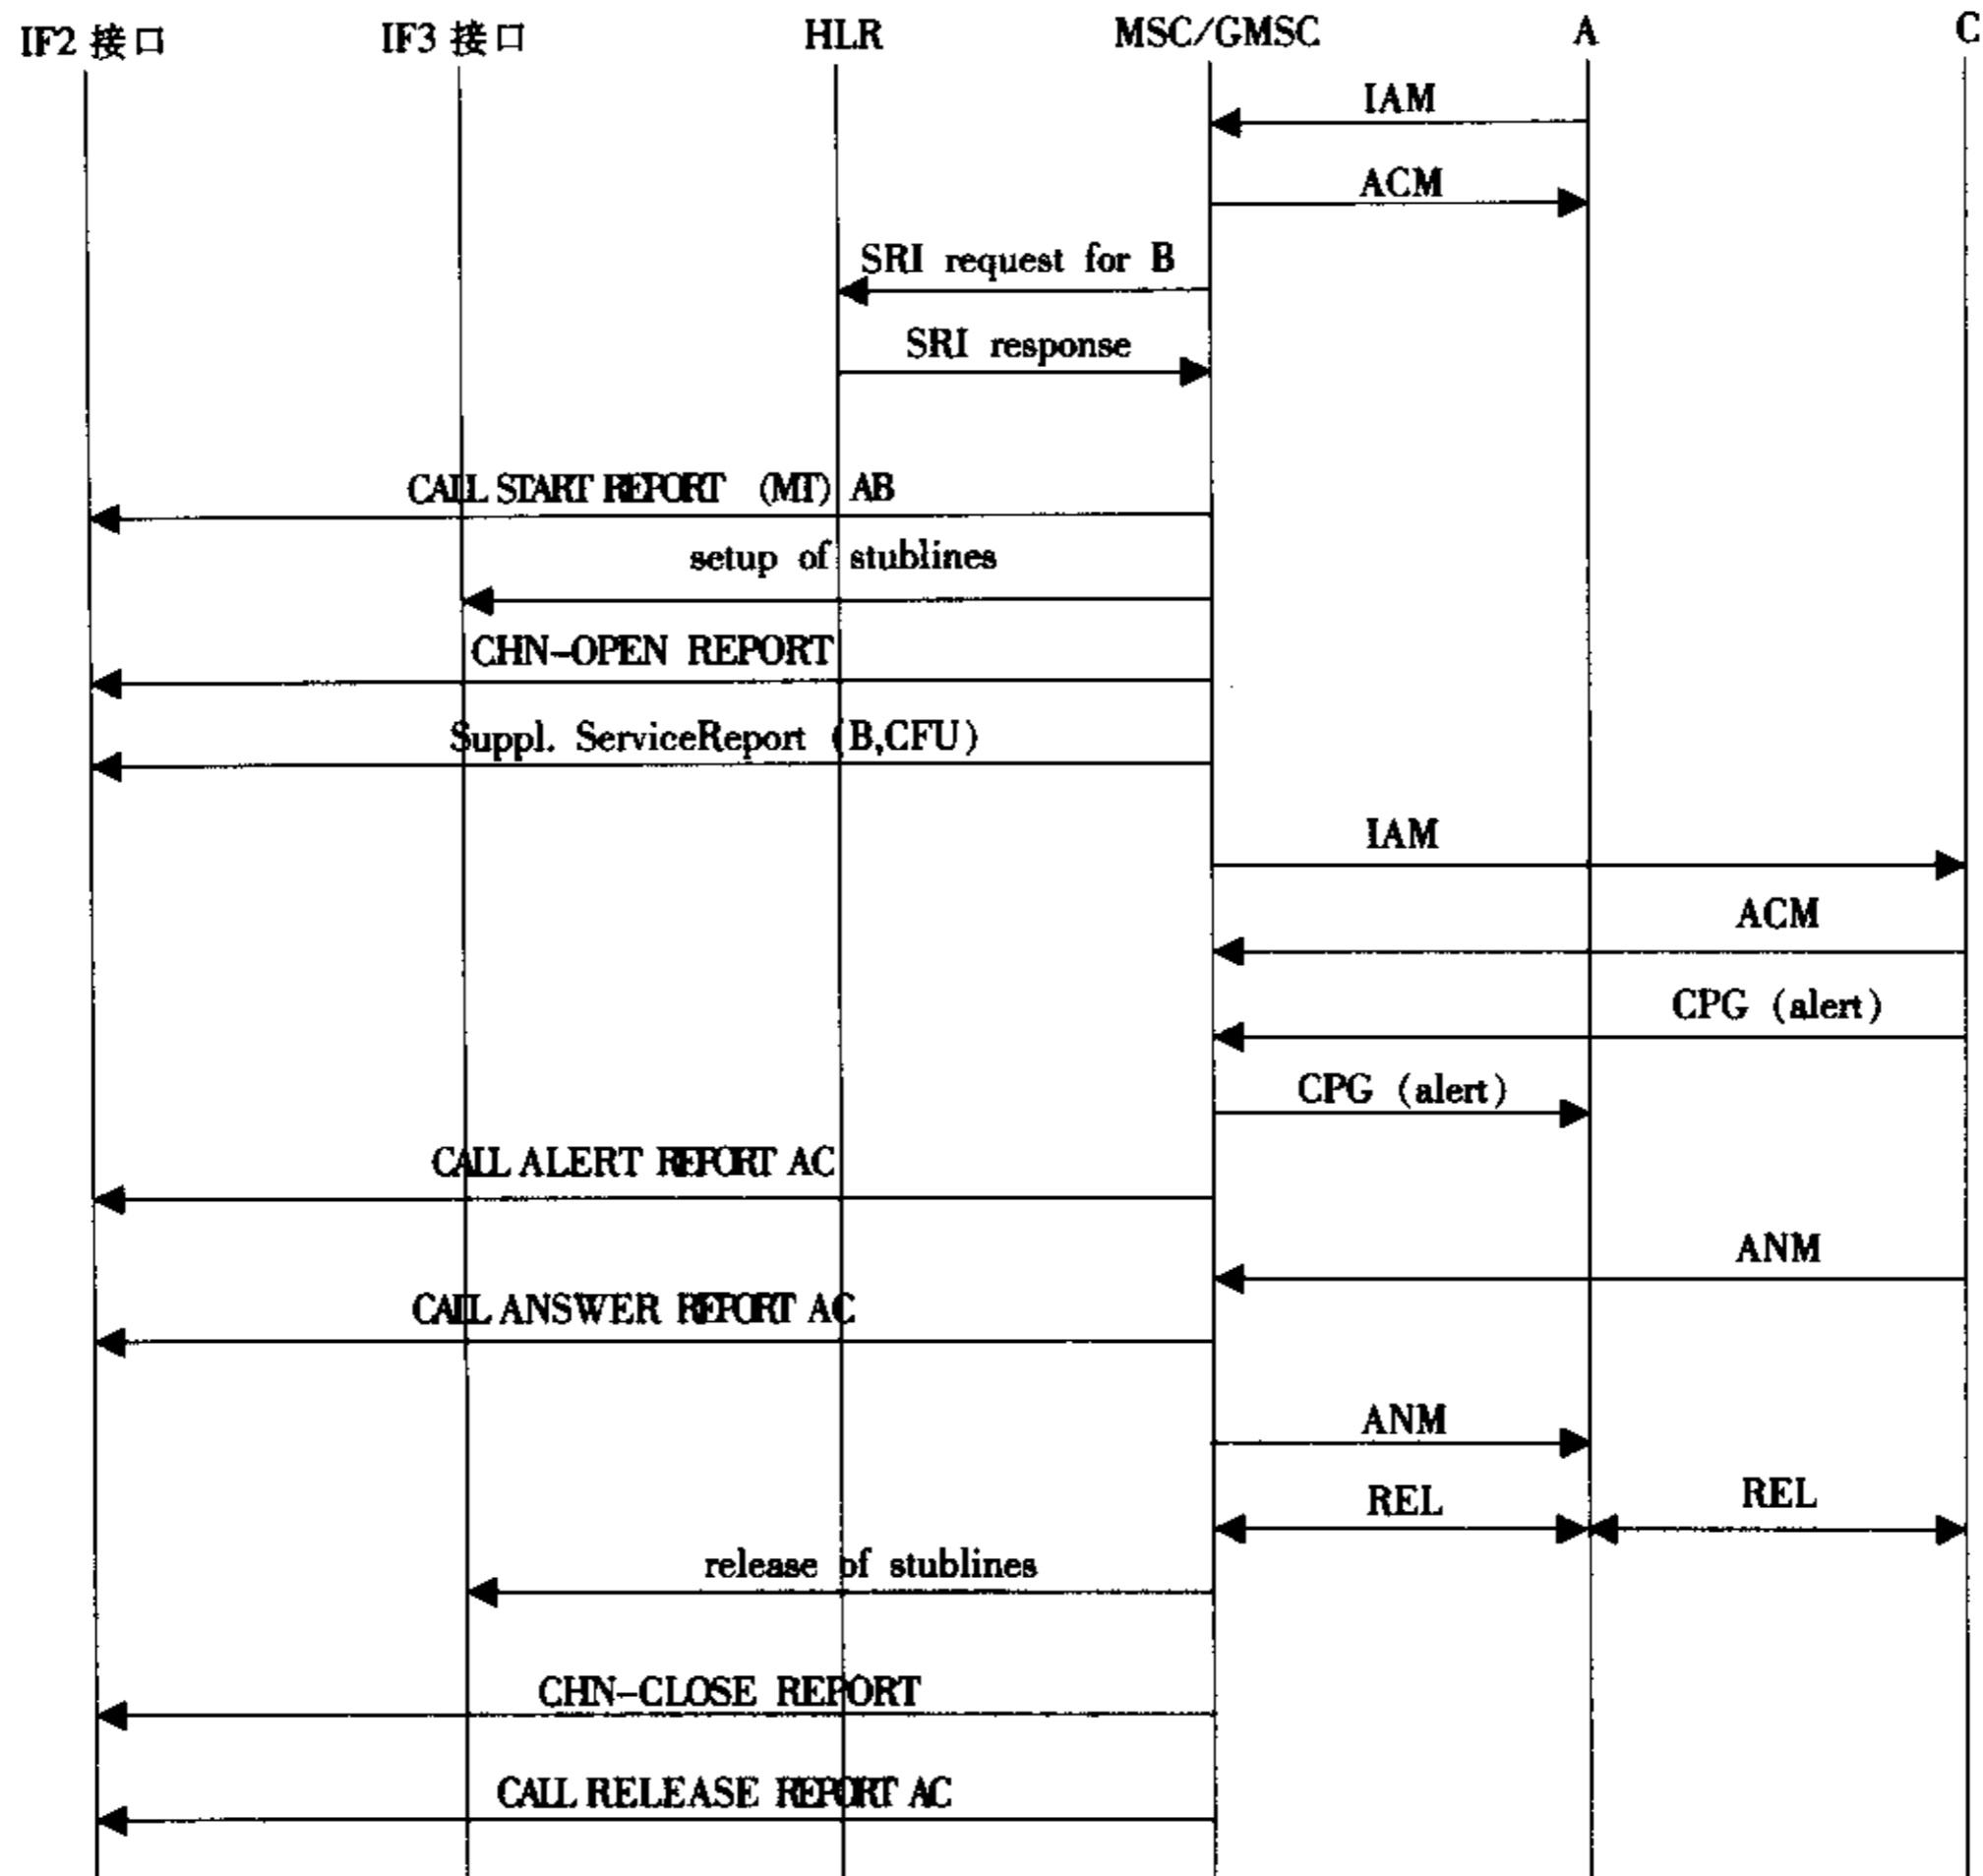 IF2 接口 IF3 接口 HLR MSC/GMSC A C
IAM
ACM
SRI request for B
SRI response
CALL START REPORT (MT) AB
setup of stublines
CHN-OPEN REPORT
Suppl. ServiceReport (B,CFU)
IAM
ACM
CPG (alert)
CPG (alert)
CALL ALERT REPORT AC
ANM
CALL ANSWER REPORT AC
ANM
REL REL
release of stublines
CHN-CLOSE REPORT
CALL RELEASE REPORT AC